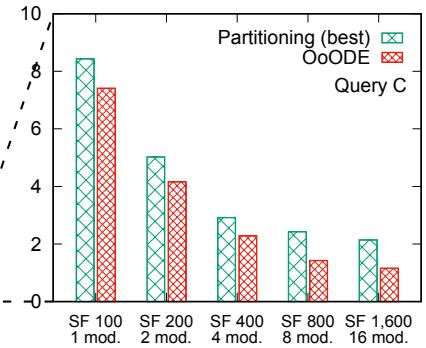 10
8
6
4
2
0
Partitioning (best)
OoODE
Query C
SF 100 SF 200 SF 400 SF 800 SF 1,600
1 mod. 2 mod. 4 mod. 8 mod. 16 mod.